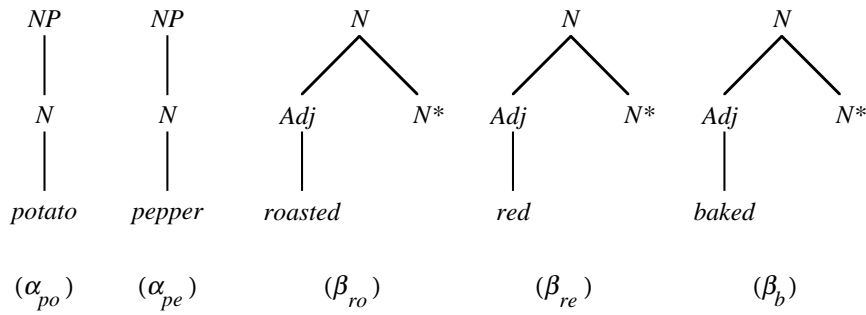 NP NP N N N
N N Adj N* Adj N* Adj N*
potato pepper roasted red baked
(α_po) (α_pe) (β_ro) (β_re) (β_b)